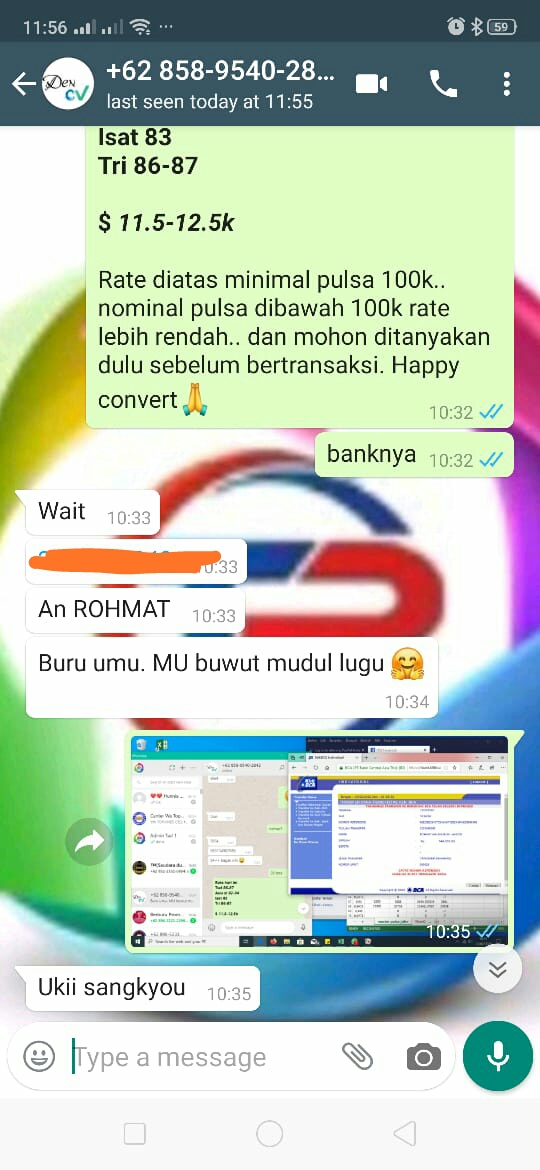 11:56
59
Den
CV
+62 858-9540-28...
last seen today at 11:55
Isat 83
Tri 86-87
$ 11.5-12.5k
Rate diatas minimal pulsa 100k..
nominal pulsa dibawah 100k rate
lebih rendah.. dan mohon ditanyakan
dulu sebelum bertransaksi. Happy
convert🙏
10:32
banknya 10:32
Wait 10:33
0:33
An ROHMAT 10:33
Buru umu. MU buwut mudul lugu🤗
10:34
10:35
Ukii sangkyou 10:35
Type a message